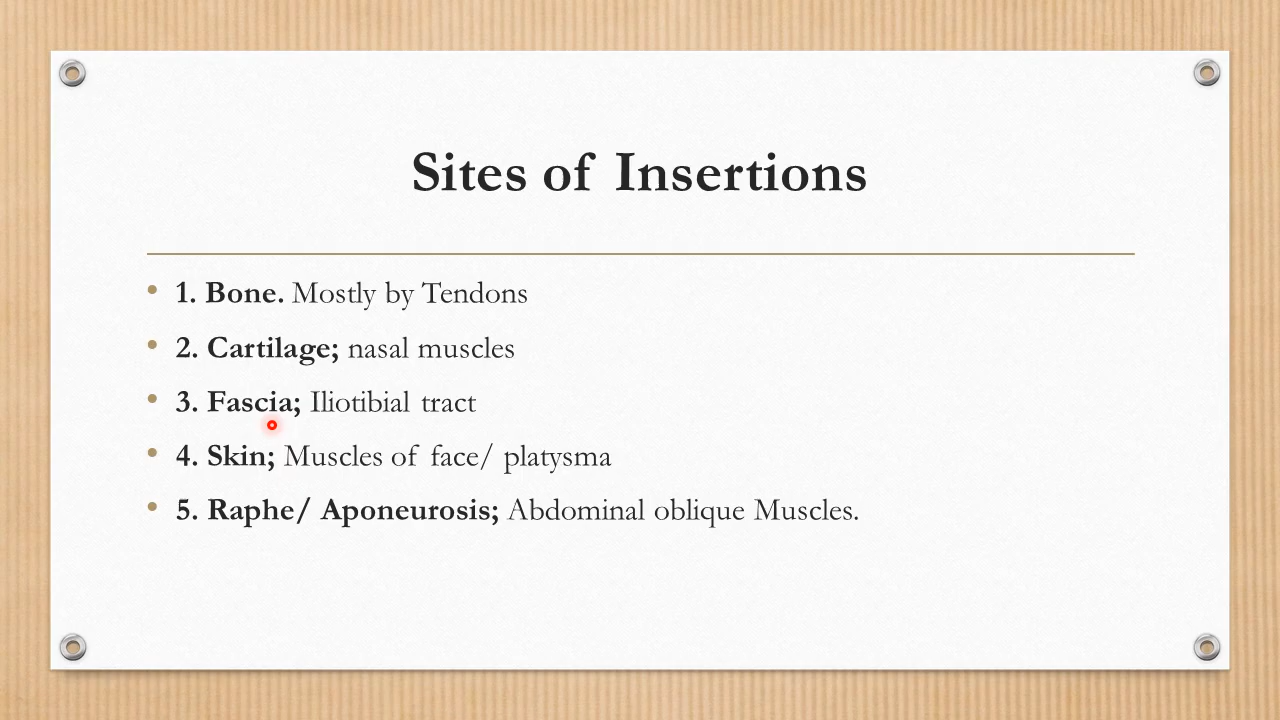 Sites of Insertions
• 1. Bone. Mostly by Tendons
• 2. Cartilage; nasal muscles
• 3. Fascia; Iliotibial tract
• 4. Skin; Muscles of face/ platysma
• 5. Raphe/ Aponeurosis; Abdominal oblique Muscles.